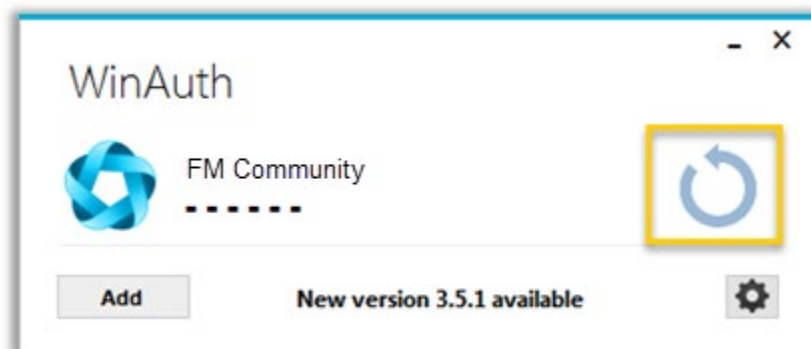 WinAuth
FM Community
- - - - - -
Add
New version 3.5.1 available